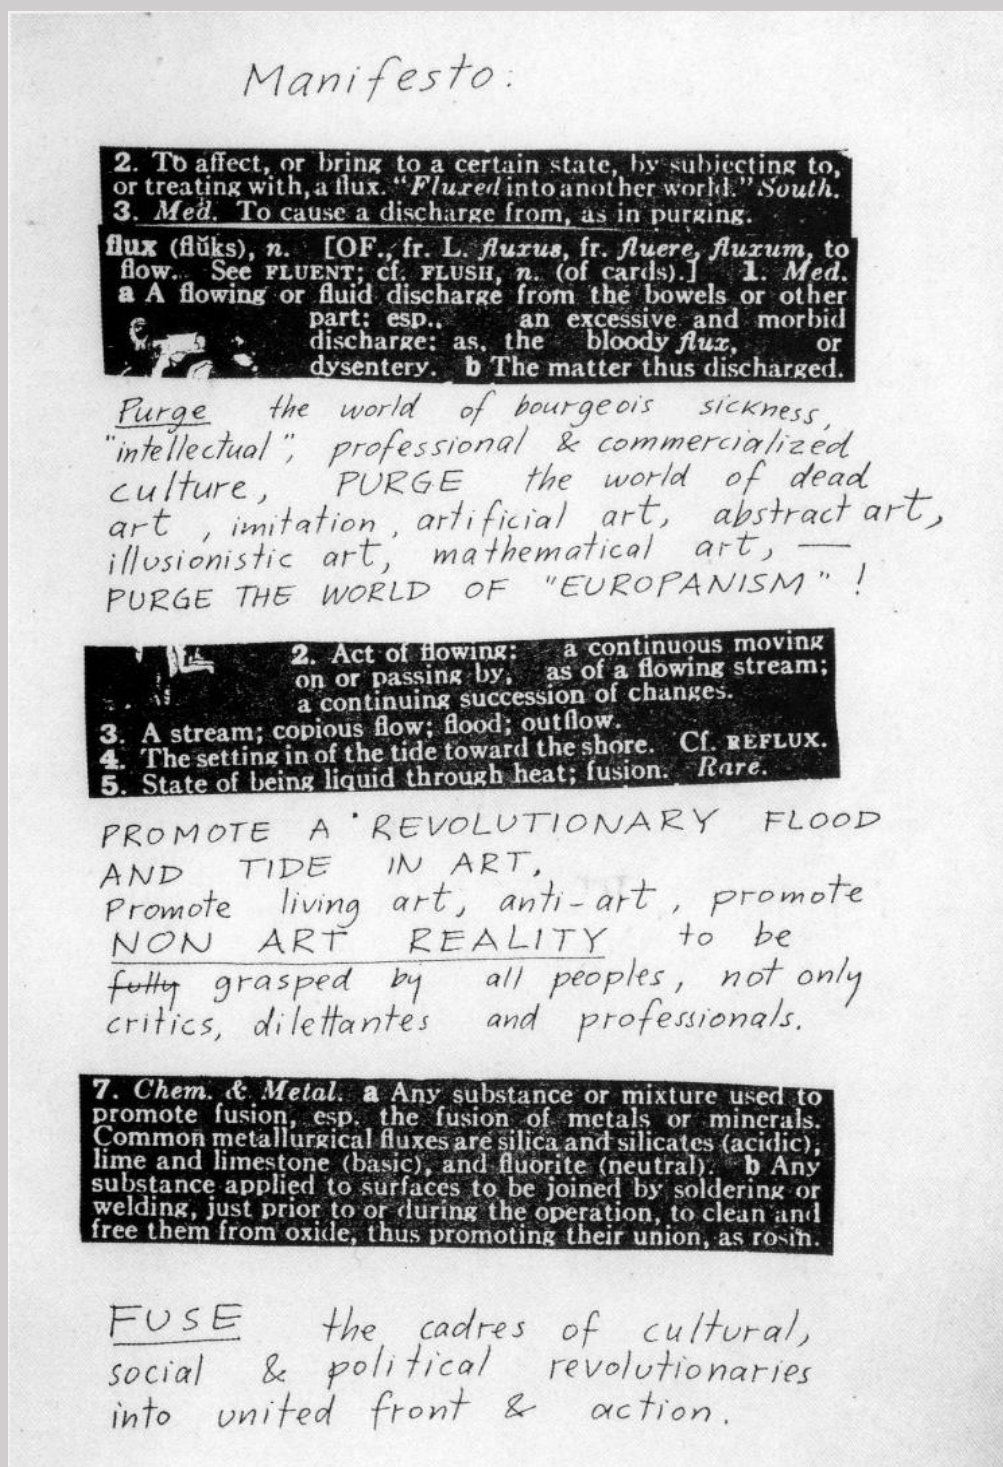 Manifesto:
2. To affect, or bring to a certain state, by subjecting to,
or treating with, a flux. "Fluxed into another world." South.
3. Med. To cause a discharge from, as in purging.
flux (flŭks), n. [OF., fr. L. fluxus, fr. fluere, fluxum, to
flow.. See FLUENT; cf. FLUSH, n. (of cards).] 1. Med.
a A flowing or fluid discharge from the bowels or other
part: esp., an excessive and morbid
discharge: as, the bloody flux, or
dysentery. b The matter thus discharged.
Purge the world of bourgeois sickness,
"intellectual", professional & commercialized
culture, PURGE the world of dead
art, imitation, artificial art, abstract art,
illusionistic art, mathematical art, —
PURGE THE WORLD OF "EUROPANISM"!
2. Act of flowing: a continuous moving
on or passing by, as of a flowing stream;
a continuing succession of changes.
3. A stream; copious flow; flood; outflow.
4. The setting in of the tide toward the shore. Cf. REFLUX.
5. State of being liquid through heat; fusion. Rare.
PROMOTE A REVOLUTIONARY FLOOD
AND TIDE IN ART,
Promote living art, anti-art, promote
NON ART REALITY to be
fully grasped by all peoples, not only
critics, dilettantes and professionals.
7. Chem. & Metal. a Any substance or mixture used to
promote fusion, esp. the fusion of metals or minerals.
Common metallurgical fluxes are silica and silicates (acidic),
lime and limestone (basic), and fluorite (neutral). b Any
substance applied to surfaces to be joined by soldering or
welding, just prior to or during the operation, to clean and
free them from oxide, thus promoting their union, as rosin.
FUSE the cadres of cultural,
social & political revolutionaries
into united front & action.